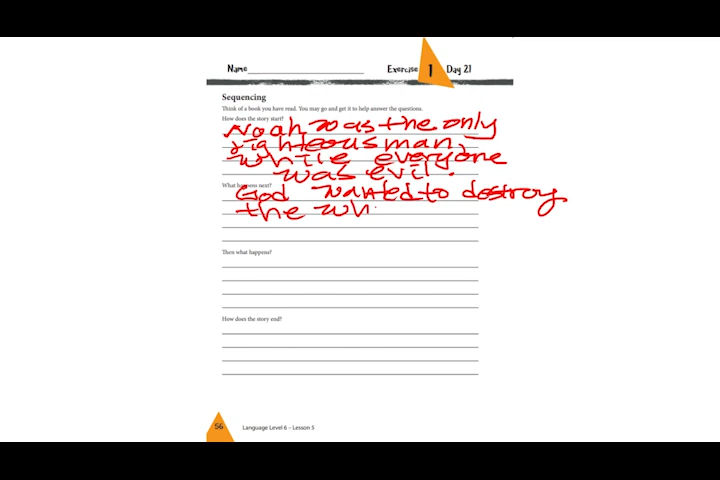 Name
Exercise 1 Day 21
Sequencing
Think of a book you have read. You may go and get it to help answer the questions.
How does the story start?
Noah was the only
righteous man,
while everyone
was evil.
What happens next?
God wanted to destroy
the wh
Then what happens?
How does the story end?
56 Language Level 6 – Lesson 5